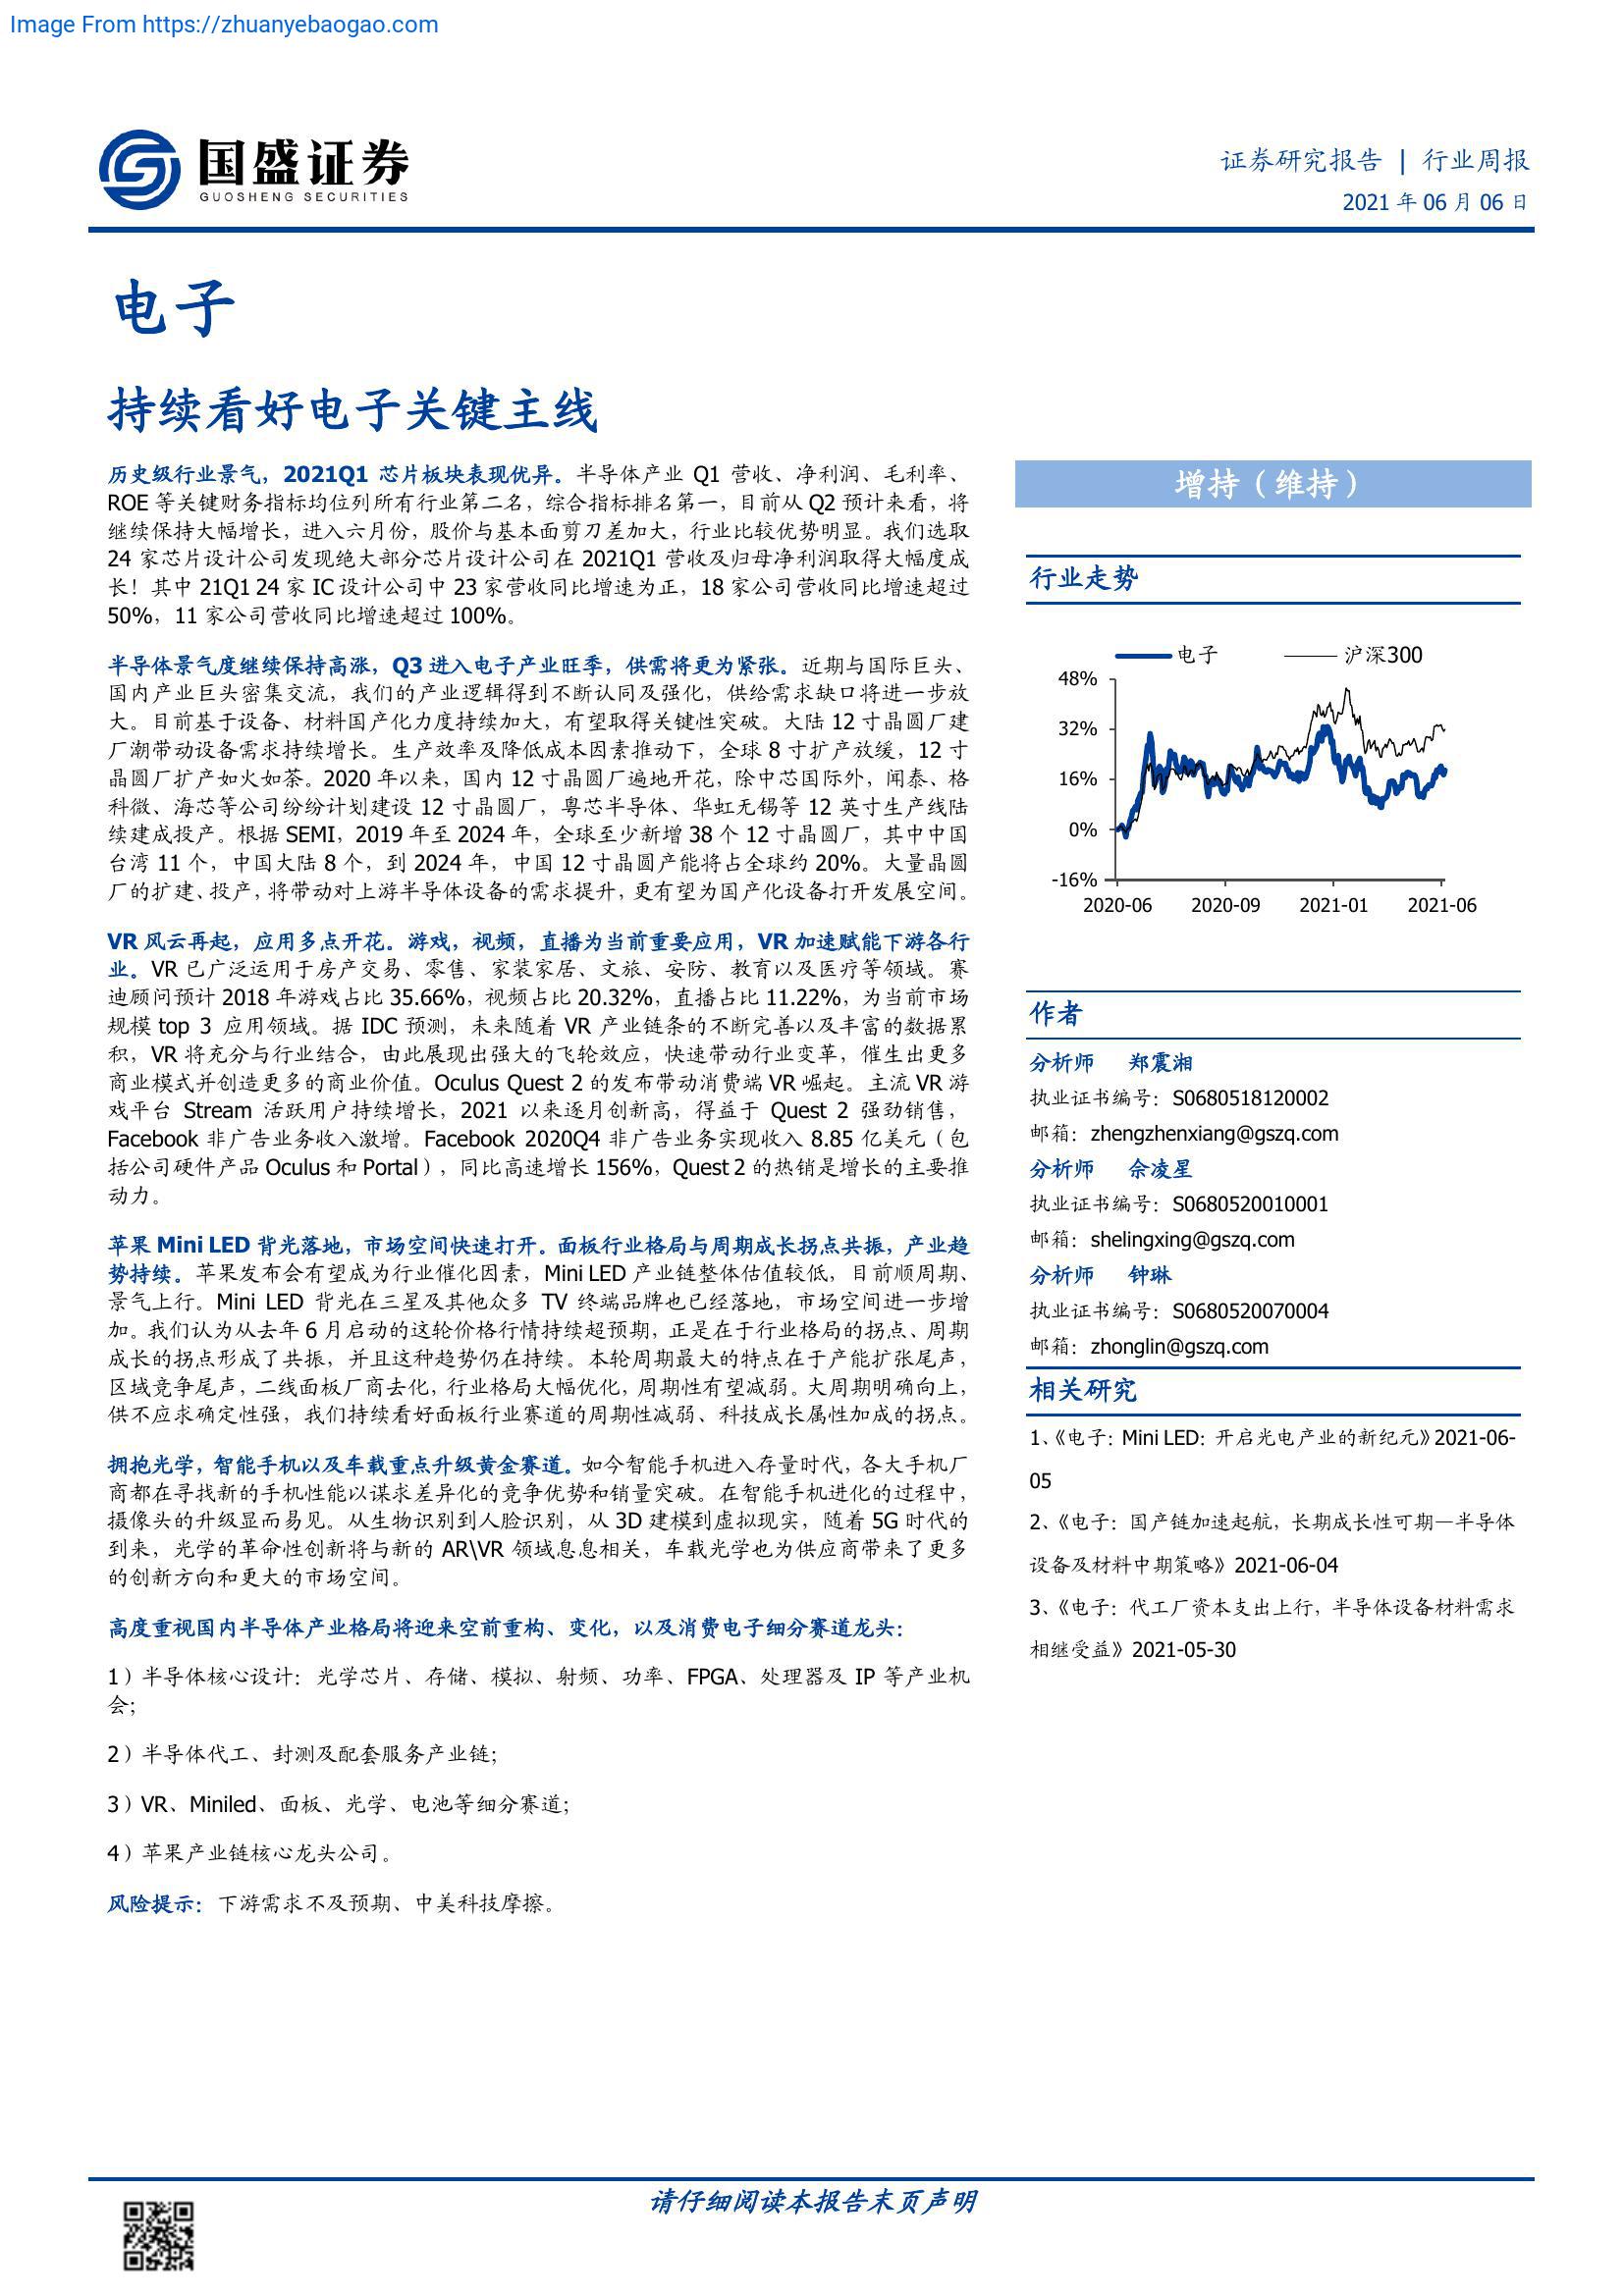 Image From https://zhuanyebaogao.com
国盛证券
GUOSHENG SECURITIES
证券研究报告 | 行业周报
2021 年 06 月 06 日
电子
持续看好电子关键主线
历史级行业景气，2021Q1 芯片板块表现优异。半导体产业 Q1 营收、净利润、毛利率、
ROE 等关键财务指标均位列所有行业第二名，综合指标排名第一，目前从 Q2 预计来看，将
继续保持大幅增长，进入六月份，股价与基本面剪刀差加大，行业比较优势明显。我们选取
24 家芯片设计公司发现绝大部分芯片设计公司在 2021Q1 营收及归母净利润取得大幅度成
长！其中 21Q1 24 家 IC 设计公司中 23 家营收同比增速为正，18 家公司营收同比增速超过
50%，11 家公司营收同比增速超过 100%。
半导体景气度继续保持高涨，Q3 进入电子产业旺季，供需将更为紧张。近期与国际巨头、
国内产业巨头密集交流，我们的产业逻辑得到不断认同及强化，供给需求缺口将进一步放
大。目前基于设备、材料国产化力度持续加大，有望取得关键性突破。大陆 12 寸晶圆厂建
厂潮带动设备需求持续增长。生产效率及降低成本因素推动下，全球 8 寸扩产放缓，12 寸
晶圆厂扩产如火如荼。2020 年以来，国内 12 寸晶圆厂遍地开花，除中芯国际外，闻泰、格
科微、海芯等公司纷纷计划建设 12 寸晶圆厂，粤芯半导体、华虹无锡等 12 英寸生产线陆
续建成投产。根据 SEMI，2019 年至 2024 年，全球至少新增 38 个 12 寸晶圆厂，其中中国
台湾 11 个，中国大陆 8 个，到 2024 年，中国 12 寸晶圆产能将占全球约 20%。大量晶圆
厂的扩建、投产，将带动对上游半导体设备的需求提升，更有望为国产化设备打开发展空间。
VR 风云再起，应用多点开花。游戏，视频，直播为当前重要应用，VR 加速赋能下游各行
业。VR 已广泛运用于房产交易、零售、家装家居、文旅、安防、教育以及医疗等领域。赛
迪顾问预计 2018 年游戏占比 35.66%，视频占比 20.32%，直播占比 11.22%，为当前市场
规模 top 3 应用领域。据 IDC 预测，未来随着 VR 产业链条的不断完善以及丰富的数据累
积，VR 将充分与行业结合，由此展现出强大的飞轮效应，快速带动行业变革，催生出更多
商业模式并创造更多的商业价值。Oculus Quest 2 的发布带动消费端 VR 崛起。主流 VR 游
戏平台 Stream 活跃用户持续增长，2021 以来逐月创新高，得益于 Quest 2 强劲销售，
Facebook 非广告业务收入激增。Facebook 2020Q4 非广告业务实现收入 8.85 亿美元（包
括公司硬件产品 Oculus 和 Portal），同比高速增长 156%，Quest 2 的热销是增长的主要推
动力。
苹果 Mini LED 背光落地，市场空间快速打开。面板行业格局与周期成长拐点共振，产业趋
势持续。苹果发布会有望成为行业催化因素，Mini LED 产业链整体估值较低，目前顺周期、
景气上行。Mini LED 背光在三星及其他众多 TV 终端品牌也已经落地，市场空间进一步增
加。我们认为从去年 6 月启动的这轮价格行情持续超预期，正是在于行业格局的拐点、周期
成长的拐点形成了共振，并且这种趋势仍在持续。本轮周期最大的特点在于产能扩张尾声，
区域竞争尾声，二线面板厂商去化，行业格局大幅优化，周期性有望减弱。大周期明确向上，
供不应求确定性强，我们持续看好面板行业赛道的周期性减弱、科技成长属性加成的拐点。
拥抱光学，智能手机以及车载重点升级黄金赛道。如今智能手机进入存量时代，各大手机厂
商都在寻找新的手机性能以谋求差异化的竞争优势和销量突破。在智能手机进化的过程中，
摄像头的升级显而易见。从生物识别到人脸识别，从 3D 建模到虚拟现实，随着 5G 时代的
到来，光学的革命性创新将与新的 AR\VR 领域息息相关，车载光学也为供应商带来了更多
的创新方向和更大的市场空间。
高度重视国内半导体产业格局将迎来空前重构、变化，以及消费电子细分赛道龙头：
1）半导体核心设计：光学芯片、存储、模拟、射频、功率、FPGA、处理器及 IP 等产业机
会；
2）半导体代工、封测及配套服务产业链；
3）VR、Miniled、面板、光学、电池等细分赛道；
4）苹果产业链核心龙头公司。
风险提示：下游需求不及预期、中美科技摩擦。
增持（维持）
行业走势
电子 沪深300
48%
32%
16%
0%
-16%
2020-06 2020-09 2021-01 2021-06
作者
分析师 郑震湘
执业证书编号：S0680518120002
邮箱：zhengzhenxiang@gszq.com
分析师 佘凌星
执业证书编号：S0680520010001
邮箱：shelingxing@gszq.com
分析师 钟琳
执业证书编号：S0680520070004
邮箱：zhonglin@gszq.com
相关研究
1、《电子：Mini LED：开启光电产业的新纪元》2021-06-
05
2、《电子：国产链加速起航，长期成长性可期—半导体
设备及材料中期策略》2021-06-04
3、《电子：代工厂资本支出上行，半导体设备材料需求
相继受益》2021-05-30
请仔细阅读本报告末页声明